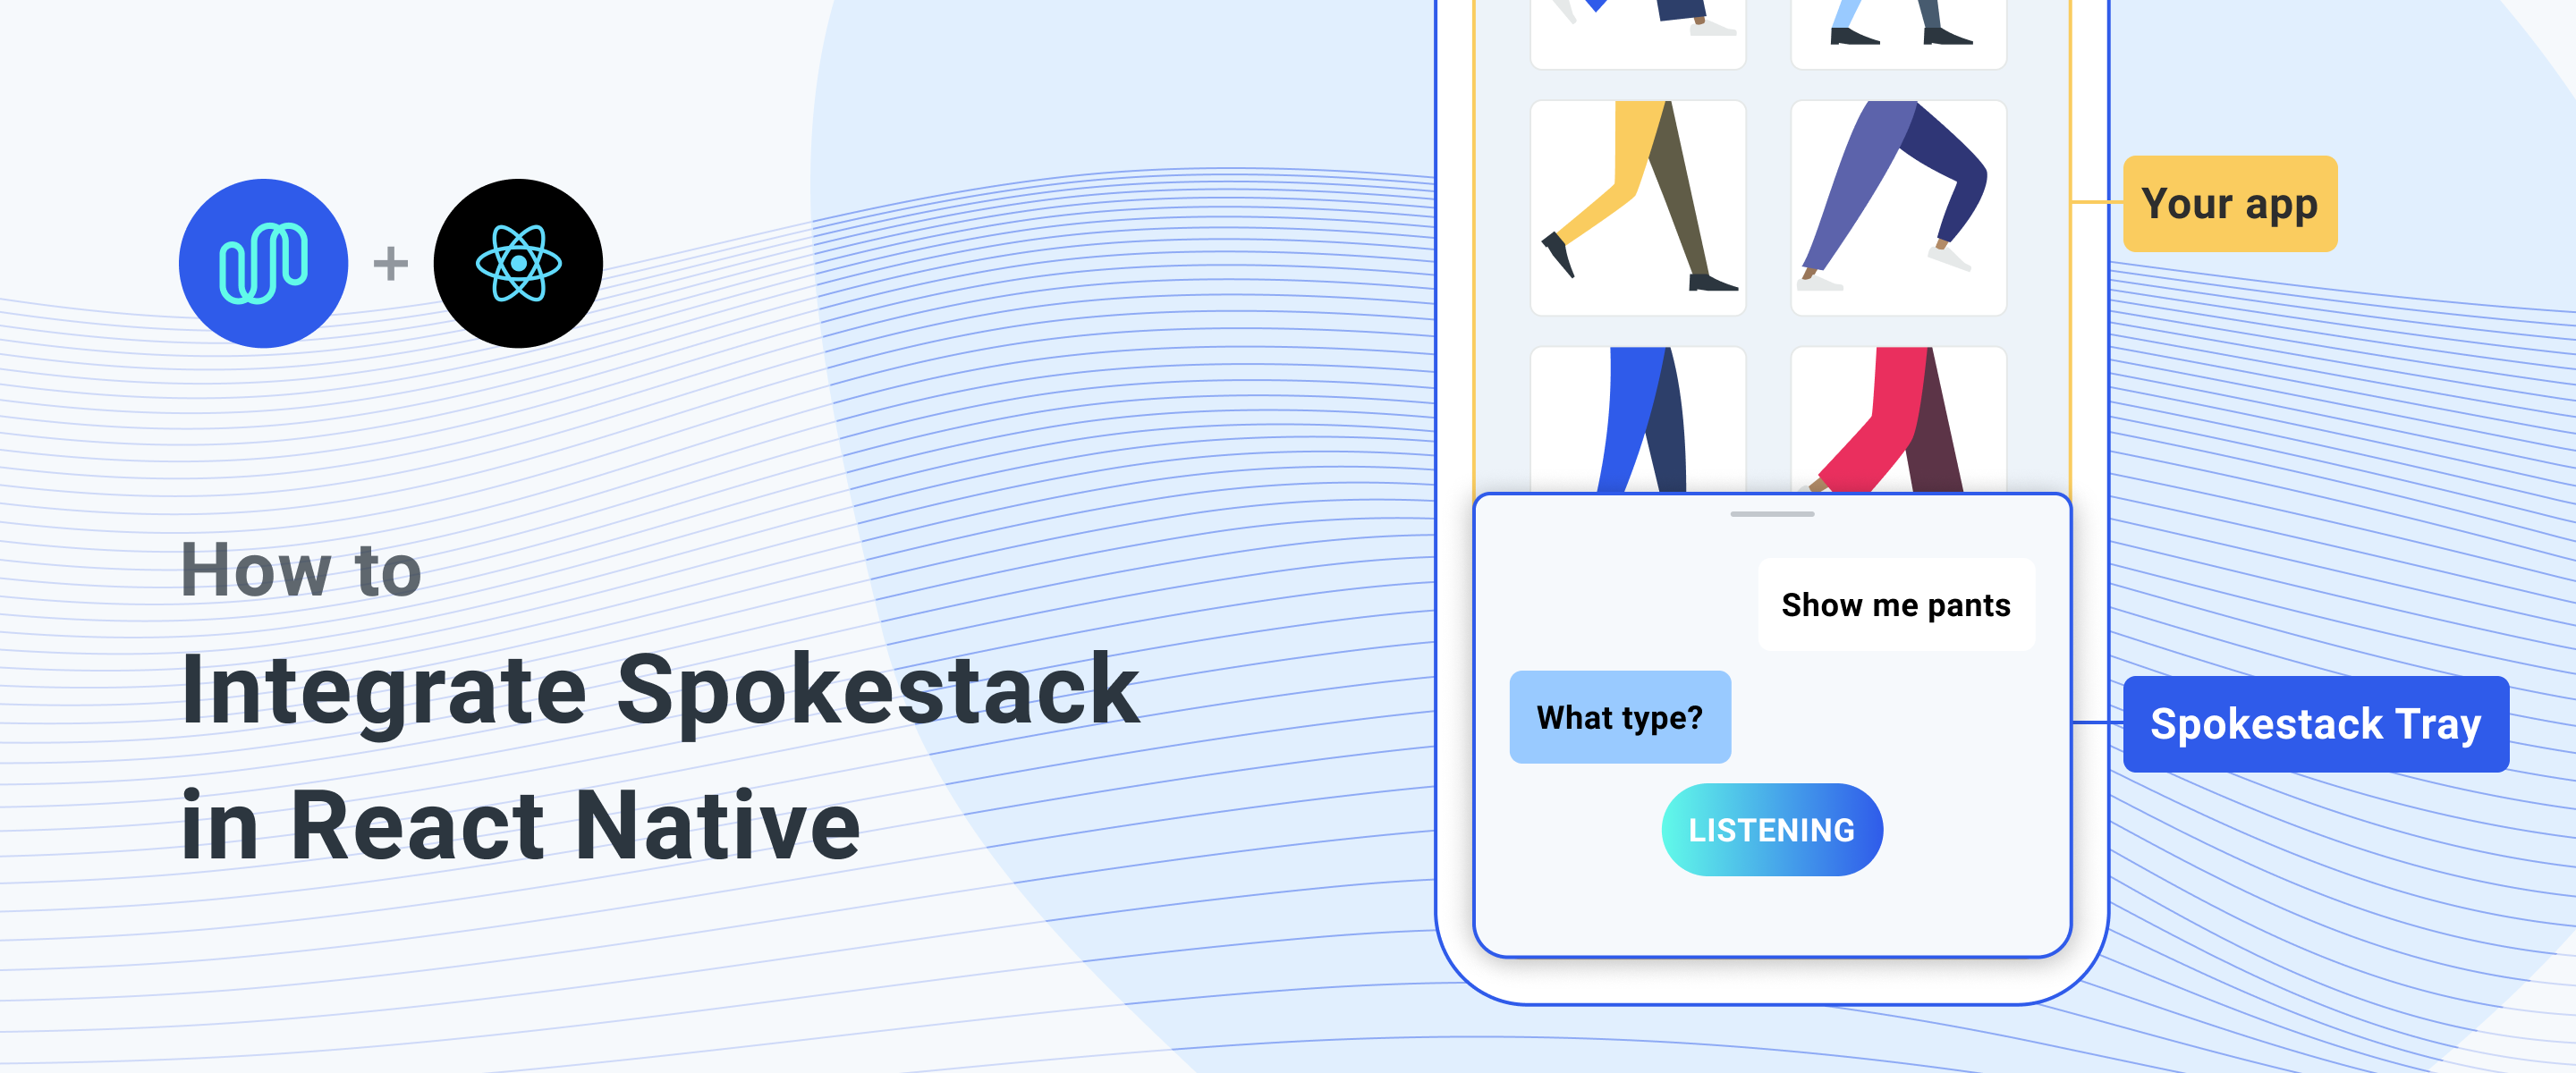 How to
Integrate Spokestack
in React Native
Your app
Show me pants
What type?
LISTENING
Spokestack Tray